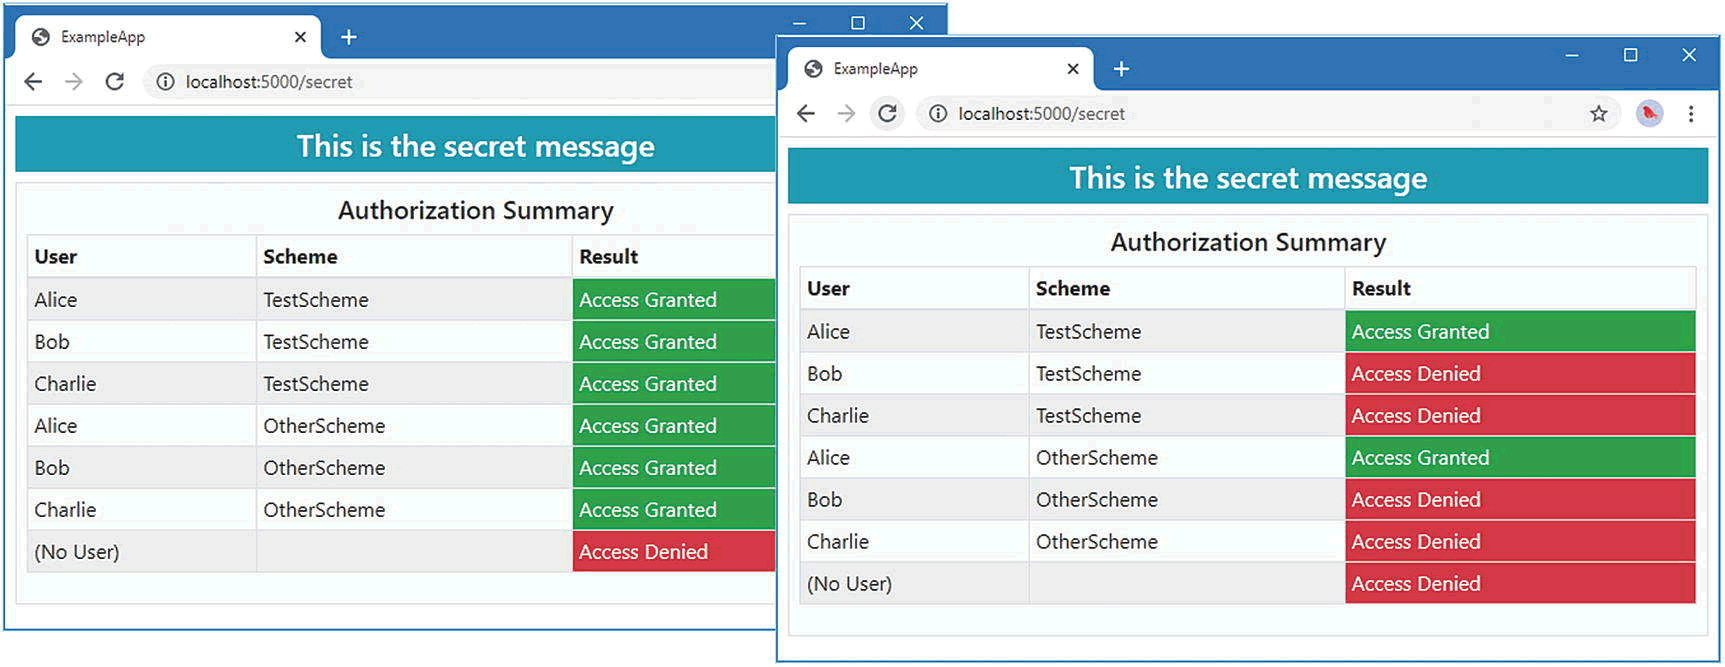 ExampleApp
localhost:5000/secret
This is the secret message
Authorization Summary
User Scheme Result
Alice TestScheme Access Granted
Bob TestScheme Access Granted
Charlie TestScheme Access Granted
Alice OtherScheme Access Granted
Bob OtherScheme Access Granted
Charlie OtherScheme Access Granted
(No User) Access Denied
ExampleApp
localhost:5000/secret
This is the secret message
Authorization Summary
User Scheme Result
Alice TestScheme Access Granted
Bob TestScheme Access Denied
Charlie TestScheme Access Denied
Alice OtherScheme Access Granted
Bob OtherScheme Access Denied
Charlie OtherScheme Access Denied
(No User) Access Denied